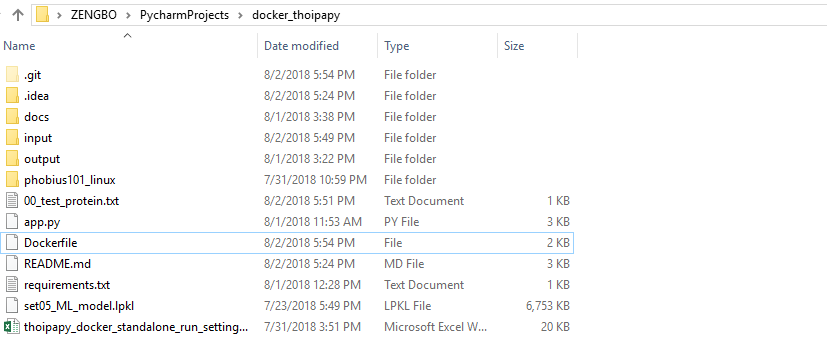 ZENGBO > PycharmProjects > docker_thoipapy
Name Date modified Type Size
.git 8/2/2018 5:54 PM File folder
.idea 8/2/2018 5:24 PM File folder
docs 8/1/2018 3:38 PM File folder
input 8/2/2018 5:49 PM File folder
output 8/1/2018 3:22 PM File folder
phobius101_linux 7/31/2018 10:59 PM File folder
00_test_protein.txt 8/2/2018 5:51 PM Text Document 1 KB
app.py 8/1/2018 11:53 AM PY File 3 KB
Dockerfile 8/2/2018 5:54 PM File 2 KB
README.md 8/2/2018 5:24 PM MD File 3 KB
requirements.txt 8/1/2018 12:28 PM Text Document 1 KB
set05_ML_model.lpkl 7/23/2018 5:49 PM LPKL File 6,753 KB
thoipapy_docker_standalone_run_setting... 7/31/2018 3:51 PM Microsoft Excel W... 20 KB